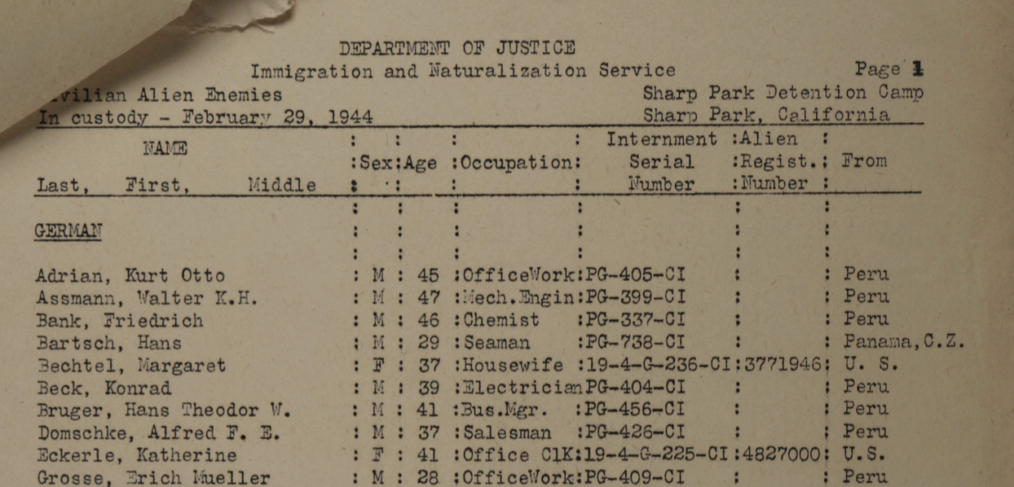 DEPARTMENT OF JUSTICE
Immigration and Naturalization Service Page 1
Civilian Alien Enemies Sharp Park Detention Camp
In custody - February 29, 1944 Sharp Park, California
: : : : Internment :Alien :
NAME :Sex:Age :Occupation: Serial :Regist.: From
Last, First, Middle : : : : Number :Number :
: : : : : :
GERMAN : : : : : :
: : : : : :
Adrian, Kurt Otto : M : 45 :OfficeWork:PG-405-CI : : Peru
Assmann, Walter K.H. : M : 47 :Mech.Engin:PG-399-CI : : Peru
Bank, Friedrich : M : 46 :Chemist :PG-337-CI : : Peru
Bartsch, Hans : M : 29 :Seaman :PG-738-CI : : Panama,C.Z.
Bechtel, Margaret : F : 37 :Housewife :19-4-G-236-CI:3771946: U. S.
Beck, Konrad : M : 39 :ElectricianPG-404-CI : : Peru
Bruger, Hans Theodor W. : M : 41 :Bus.Mgr. :PG-456-CI : : Peru
Domschke, Alfred F. E. : M : 37 :Salesman :PG-426-CI : : Peru
Eckerle, Katherine : F : 41 :Office ClK:19-4-G-225-CI:4827000: U.S.
Grosse, Erich Mueller : M : 28 :OfficeWork:PG-409-CI : : Peru